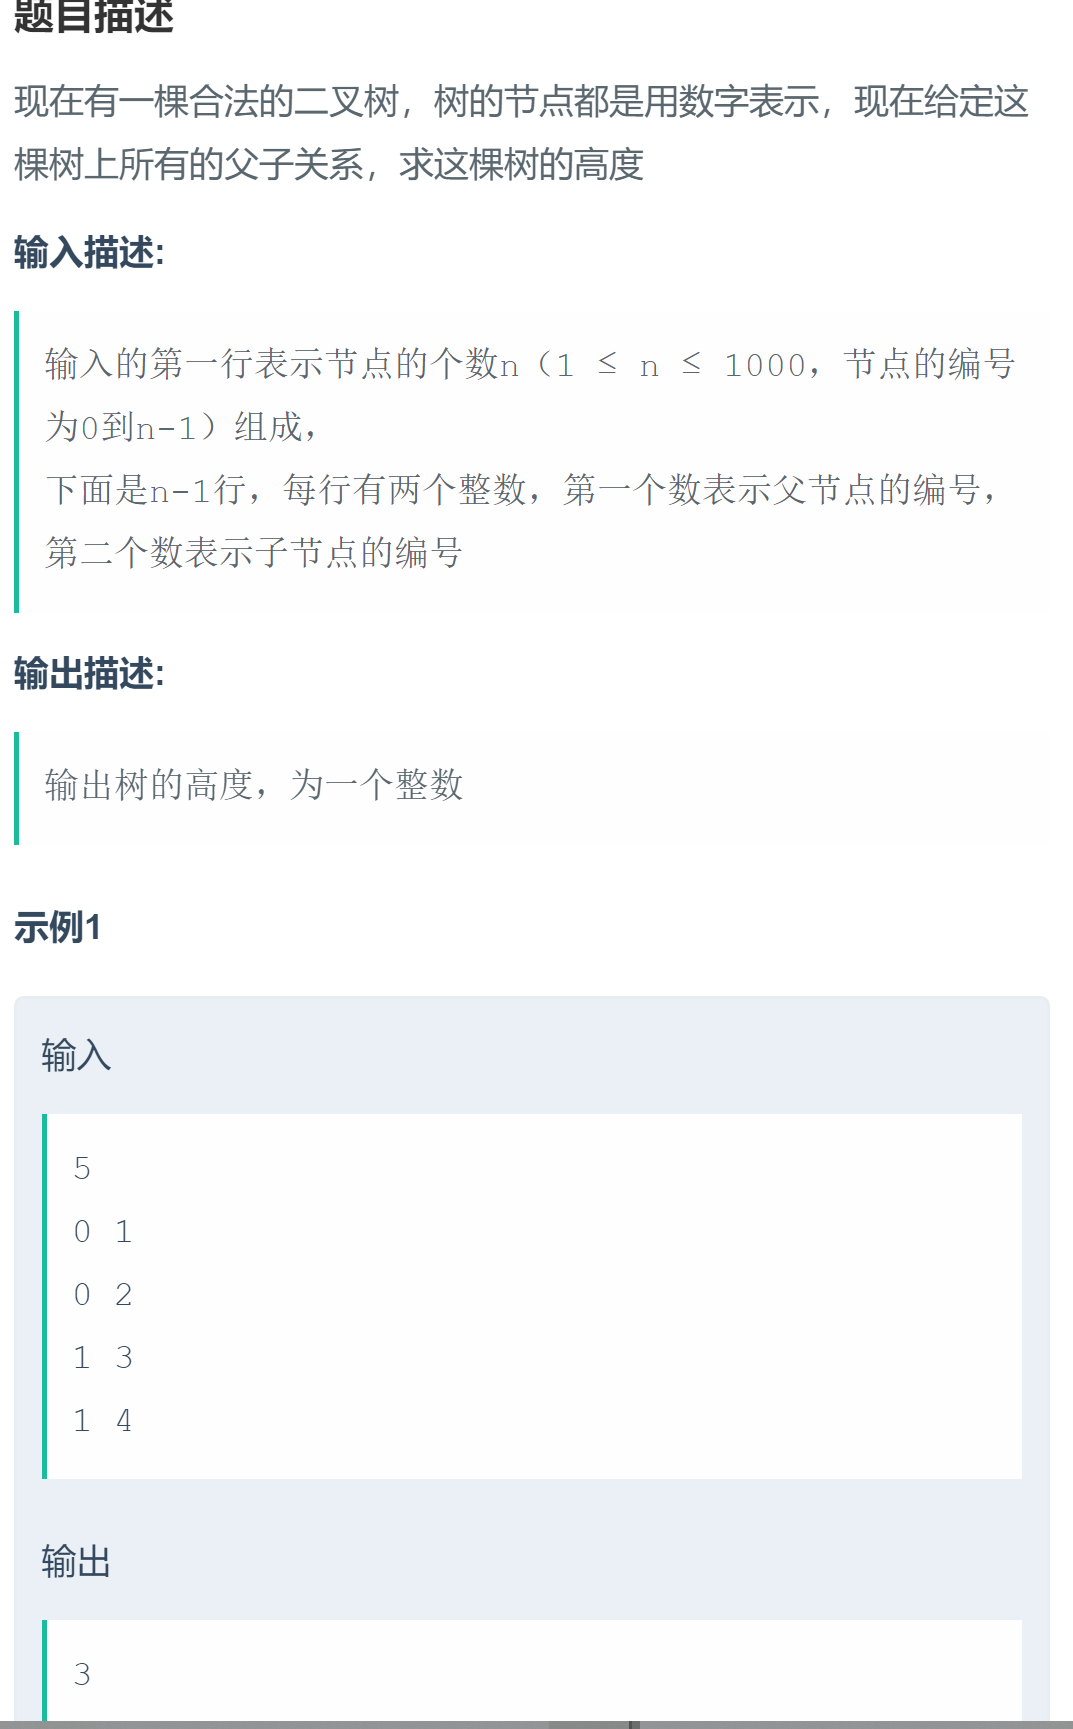 题目描述
现在有一棵合法的二叉树，树的节点都是用数字表示，现在给定这
棵树上所有的父子关系，求这棵树的高度
输入描述:
输入的第一行表示节点的个数n（1 ≤ n ≤ 1000，节点的编号
为0到n-1）组成，
下面是n-1行，每行有两个整数，第一个数表示父节点的编号，
第二个数表示子节点的编号
输出描述:
输出树的高度，为一个整数
示例1
输入
5
0 1
0 2
1 3
1 4
输出
3